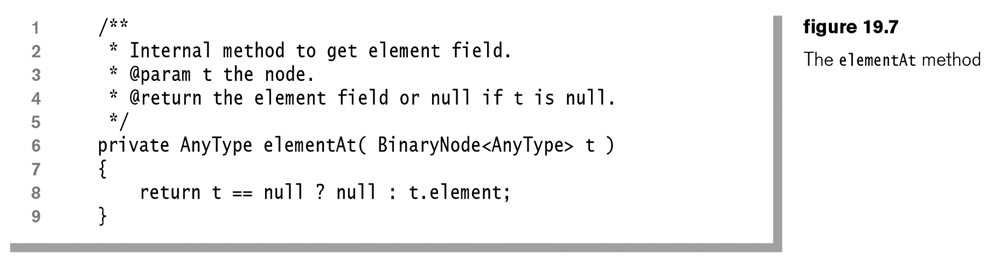 1 /**
2 * Internal method to get element field.
3 * @param t the node.
4 * @return the element field or null if t is null.
5 */
6 private AnyType elementAt( BinaryNode<AnyType> t )
7 {
8 return t == null ? null : t.element;
9 }
figure 19.7
The elementAt method